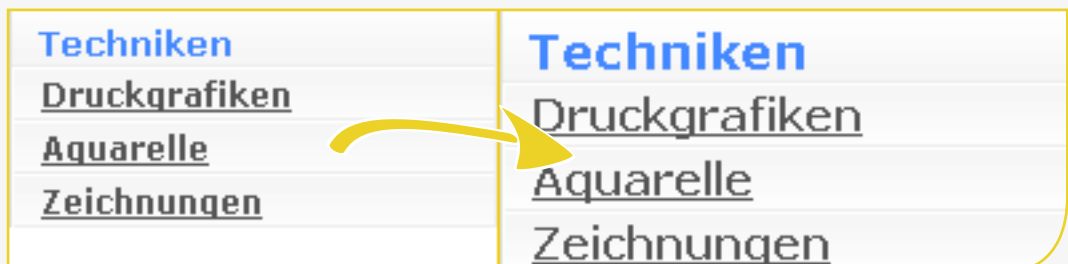 Techniken
Druckgrafiken
Aquarelle
Zeichnungen
Techniken
Druckgrafiken
Aquarelle
Zeichnungen